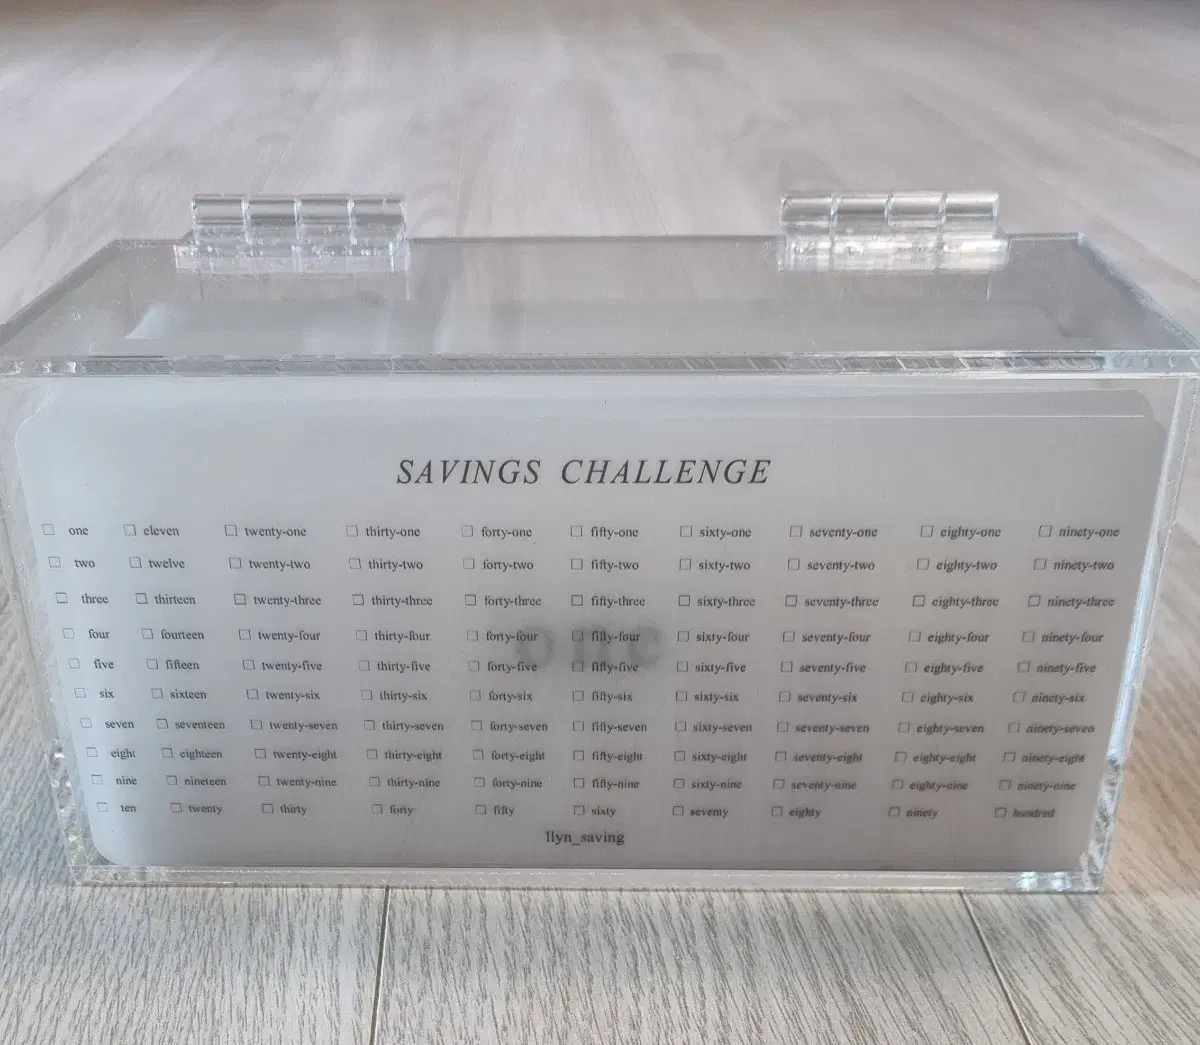 SAVINGS CHALLENGE
☐ one ☐ eleven ☐ twenty-one ☐ thirty-one ☐ forty-one ☐ fifty-one ☐ sixty-one ☐ seventy-one ☐ eighty-one ☐ ninety-one
☐ two ☐ twelve ☐ twenty-two ☐ thirty-two ☐ forty-two ☐ fifty-two ☐ sixty-two ☐ seventy-two ☐ eighty-two ☐ ninety-two
☐ three ☐ thirteen ☐ twenty-three ☐ thirty-three ☐ forty-three ☐ fifty-three ☐ sixty-three ☐ seventy-three ☐ eighty-three ☐ ninety-three
☐ four ☐ fourteen ☐ twenty-four ☐ thirty-four ☐ forty-four ☐ fifty-four ☐ sixty-four ☐ seventy-four ☐ eighty-four ☐ ninety-four
one
☐ five ☐ fifteen ☐ twenty-five ☐ thirty-five ☐ forty-five ☐ fifty-five ☐ sixty-five ☐ seventy-five ☐ eighty-five ☐ ninety-five
☐ six ☐ sixteen ☐ twenty-six ☐ thirty-six ☐ forty-six ☐ fifty-six ☐ sixty-six ☐ seventy-six ☐ eighty-six ☐ ninety-six
☐ seven ☐ seventeen ☐ twenty-seven ☐ thirty-seven ☐ forty-seven ☐ fifty-seven ☐ sixty-seven ☐ seventy-seven ☐ eighty-seven ☐ ninety-seven
☐ eight ☐ eighteen ☐ twenty-eight ☐ thirty-eight ☐ forty-eight ☐ fifty-eight ☐ sixty-eight ☐ seventy-eight ☐ eighty-eight ☐ ninety-eight
☐ nine ☐ nineteen ☐ twenty-nine ☐ thirty-nine ☐ forty-nine ☐ fifty-nine ☐ sixty-nine ☐ seventy-nine ☐ eighty-nine ☐ ninety-nine
☐ ten ☐ twenty ☐ thirty ☐ forty ☐ fifty ☐ sixty ☐ seventy ☐ eighty ☐ ninety ☐ hundred
1lyn_saving